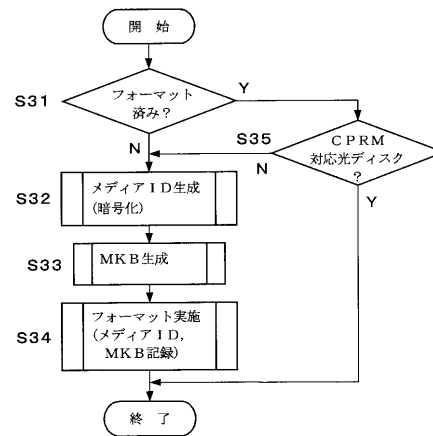 開 始
S31
フォーマット
済み?
Y
N
S35
CPRM
対応光ディスク
?
N
Y
S32
メディアID生成
(暗号化)
S33
MKB生成
S34
フォーマット実施
(メディアID,
MKB記録)
終 了